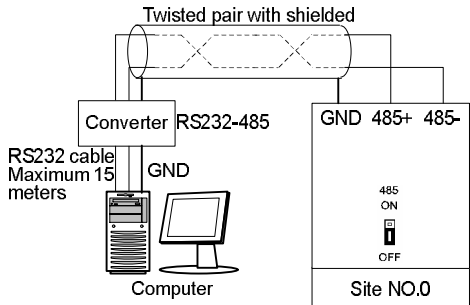 Twisted pair with shielded
Converter
RS232-485
GND 485+ 485-
RS232 cable
Maximum 15
meters
GND
485
ON
OFF
Computer
Site NO.0